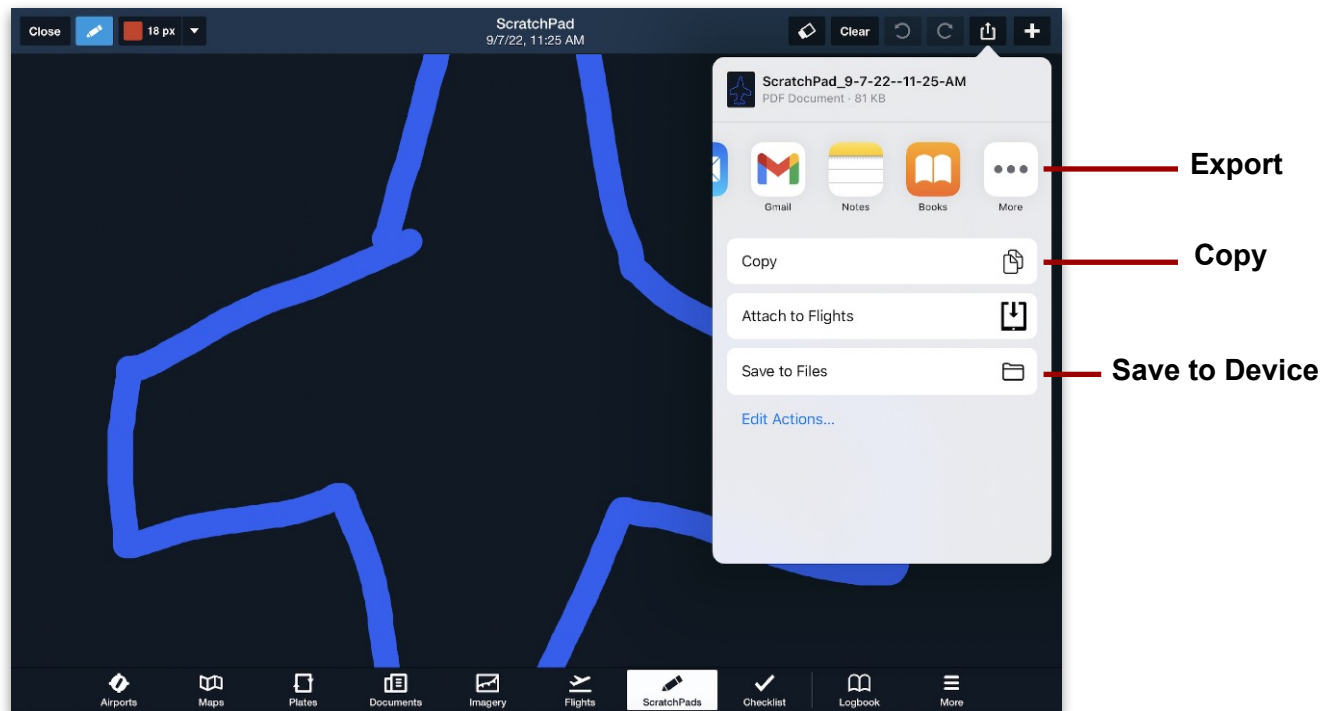 Close
18 px
ScratchPad
9/7/22, 11:25 AM
Clear
ScratchPad_9-7-22--11-25-AM
PDF Document · 81 KB
Gmail
Notes
Books
More
Export
Copy
Copy
Attach to Flights
Save to Files
Save to Device
Edit Actions...
Airports
Maps
Plates
Documents
Imagery
Flights
ScratchPads
Checklist
Logbook
More